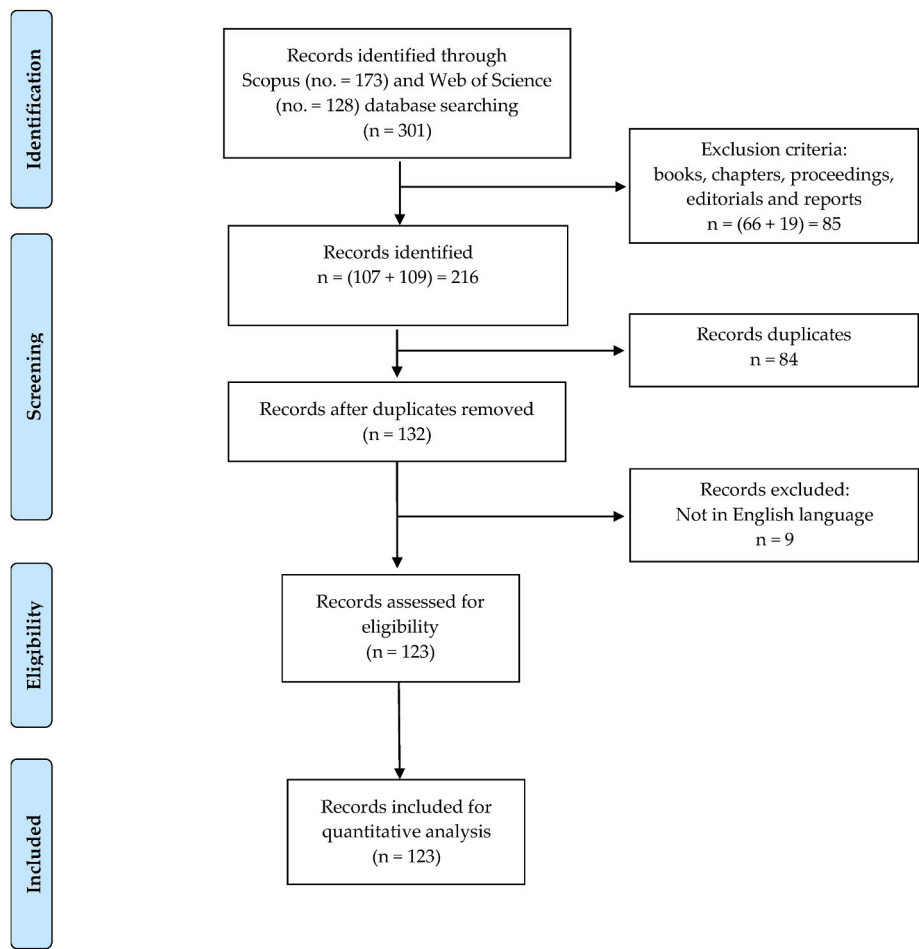 Identification
Records identified through
Scopus (no. = 173) and Web of Science
(no. = 128) database searching
(n = 301)
Exclusion criteria:
books, chapters, proceedings,
editorials and reports
n = (66 + 19) = 85
Screening
Records identified
n = (107 + 109) = 216
Records duplicates
n = 84
Records after duplicates removed
(n = 132)
Records excluded:
Not in English language
n = 9
Eligibility
Records assessed for
eligibility
(n = 123)
Included
Records included for
quantitative analysis
(n = 123)